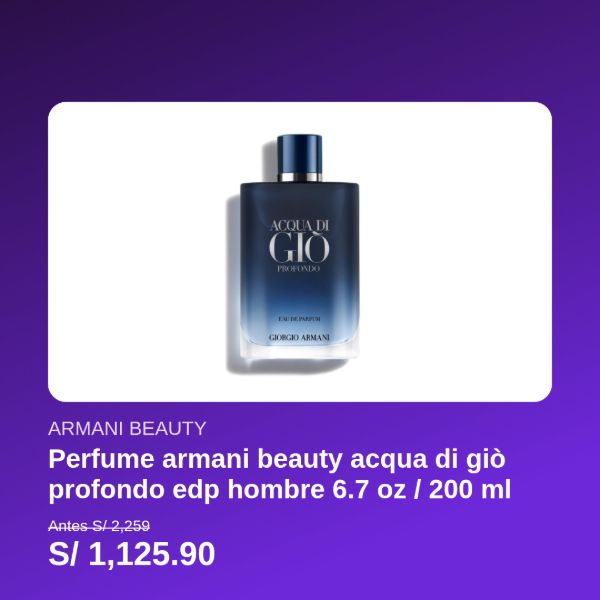 ACQUA DI
GIÒ
PROFONDO
EAU DE PARFUM
GIORGIO ARMANI
ARMANI BEAUTY
Perfume armani beauty acqua di giò
profondo edp hombre 6.7 oz / 200 ml
Antes S/ 2,259
S/ 1,125.90